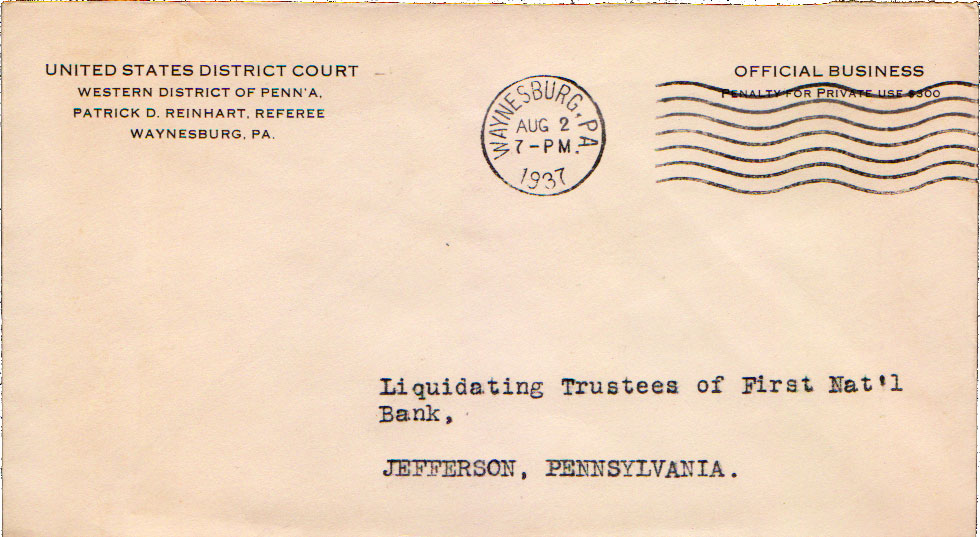 UNITED STATES DISTRICT COURT
WESTERN DISTRICT OF PENN'A.
PATRICK D. REINHART, REFEREE
WAYNESBURG, PA.
WAYNESBURG, PA
AUG 2
7-PM.
1937
OFFICIAL BUSINESS
PENALTY FOR PRIVATE USE $300
Liquidating Trustees of First Nat'l
Bank,
JEFFERSON, PENNSYLVANIA.